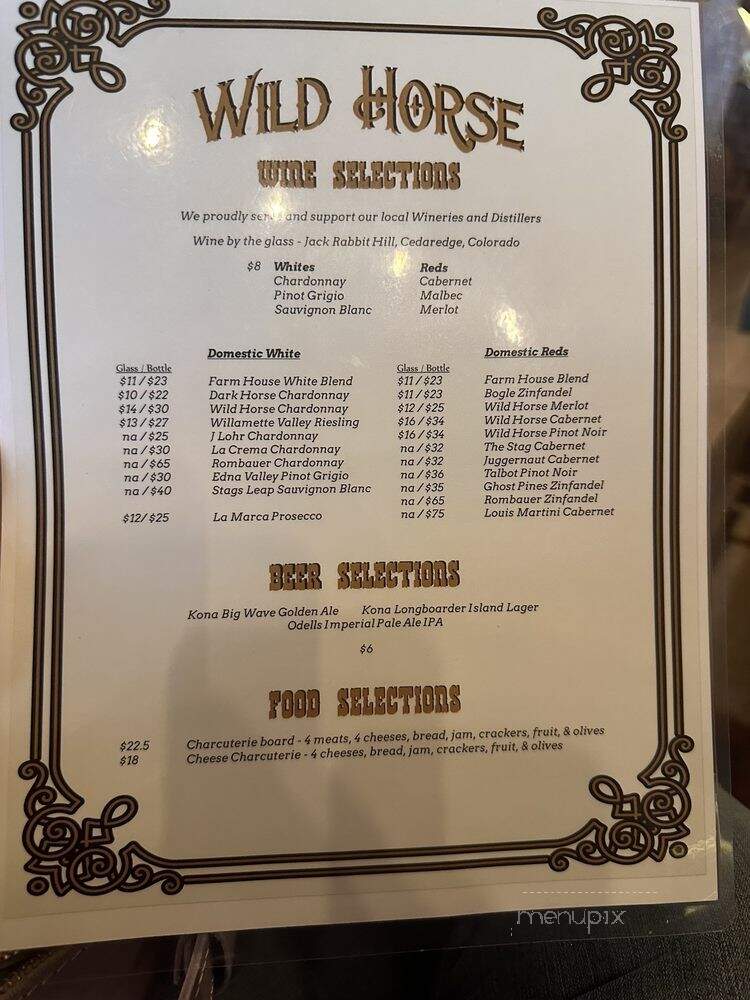 WILD HORSE
WINE SELECTIONS
We proudly serve and support our local Wineries and Distillers
Wine by the glass - Jack Rabbit Hill, Cedaredge, Colorado
$8 Whites Reds
Chardonnay Cabernet
Pinot Grigio Malbec
Sauvignon Blanc Merlot
Domestic White Domestic Reds
Glass / Bottle Glass / Bottle
$11 / $23 Farm House White Blend $11 / $23 Farm House Blend
$10 / $22 Dark Horse Chardonnay $11 / $23 Bogle Zinfandel
$14 / $30 Wild Horse Chardonnay $12 / $25 Wild Horse Merlot
$13 / $27 Willamette Valley Riesling $16 / $34 Wild Horse Cabernet
na / $25 J Lohr Chardonnay $16 / $34 Wild Horse Pinot Noir
na / $30 La Crema Chardonnay na / $32 The Stag Cabernet
na / $65 Rombauer Chardonnay na / $32 Juggernaut Cabernet
na / $30 Edna Valley Pinot Grigio na / $36 Talbot Pinot Noir
na / $40 Stags Leap Sauvignon Blanc na / $35 Ghost Pines Zinfandel
na / $65 Rombauer Zinfandel
$12 / $25 La Marca Prosecco na / $75 Louis Martini Cabernet
BEER SELECTIONS
Kona Big Wave Golden Ale Kona Longboarder Island Lager
Odells Imperial Pale Ale IPA
$6
FOOD SELECTIONS
$22.5 Charcuterie board - 4 meats, 4 cheeses, bread, jam, crackers, fruit, & olives
$18 Cheese Charcuterie - 4 cheeses, bread, jam, crackers, fruit, & olives
menupix